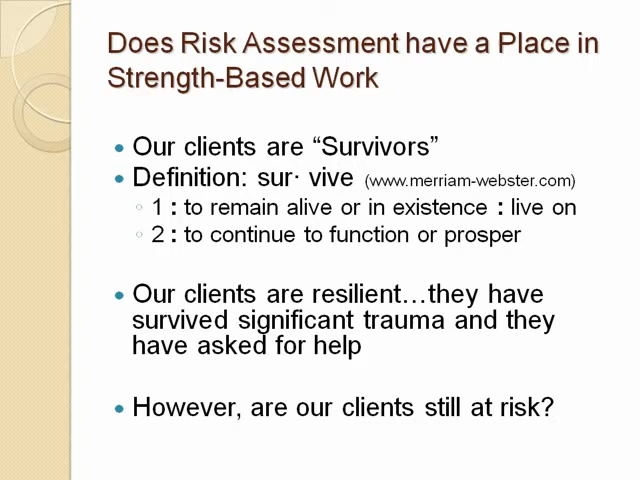 Does Risk Assessment have a Place in
Strength-Based Work
• Our clients are “Survivors”
• Definition: sur· vive (www.merriam-webster.com)
◦ 1 : to remain alive or in existence : live on
◦ 2 : to continue to function or prosper
• Our clients are resilient…they have
survived significant trauma and they
have asked for help
• However, are our clients still at risk?